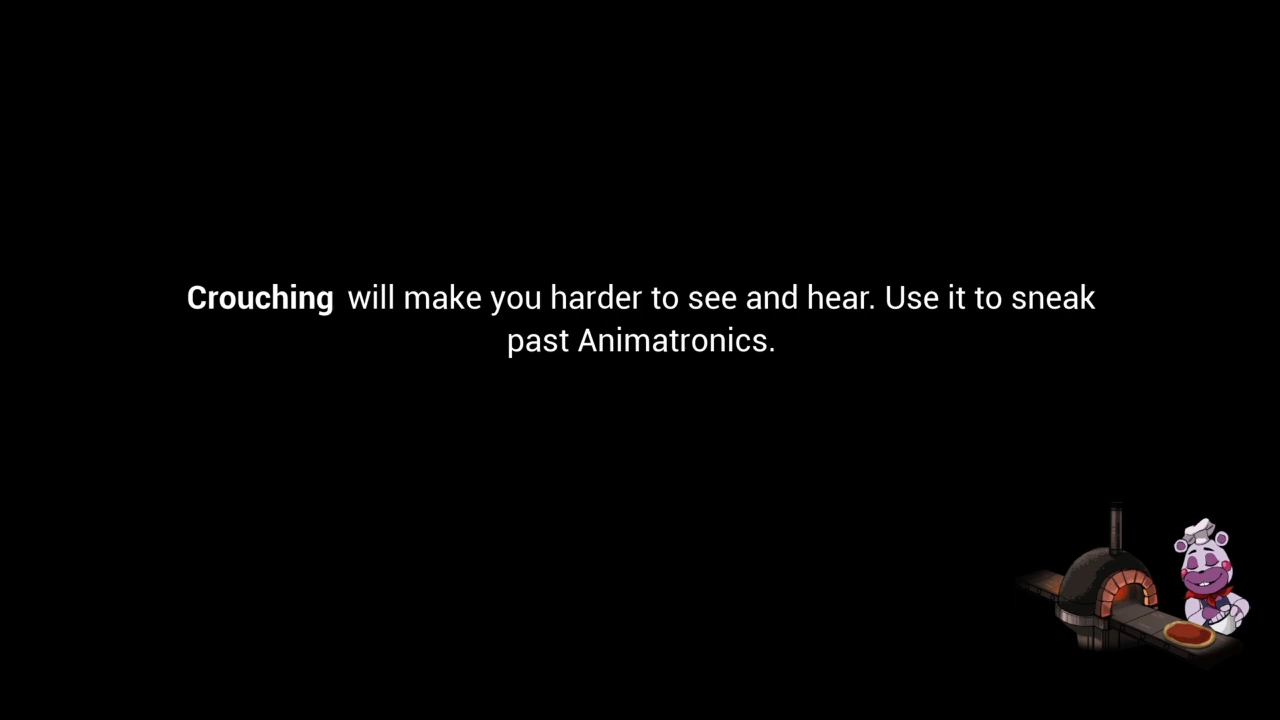 Crouching will make you harder to see and hear. Use it to sneak
past Animatronics.